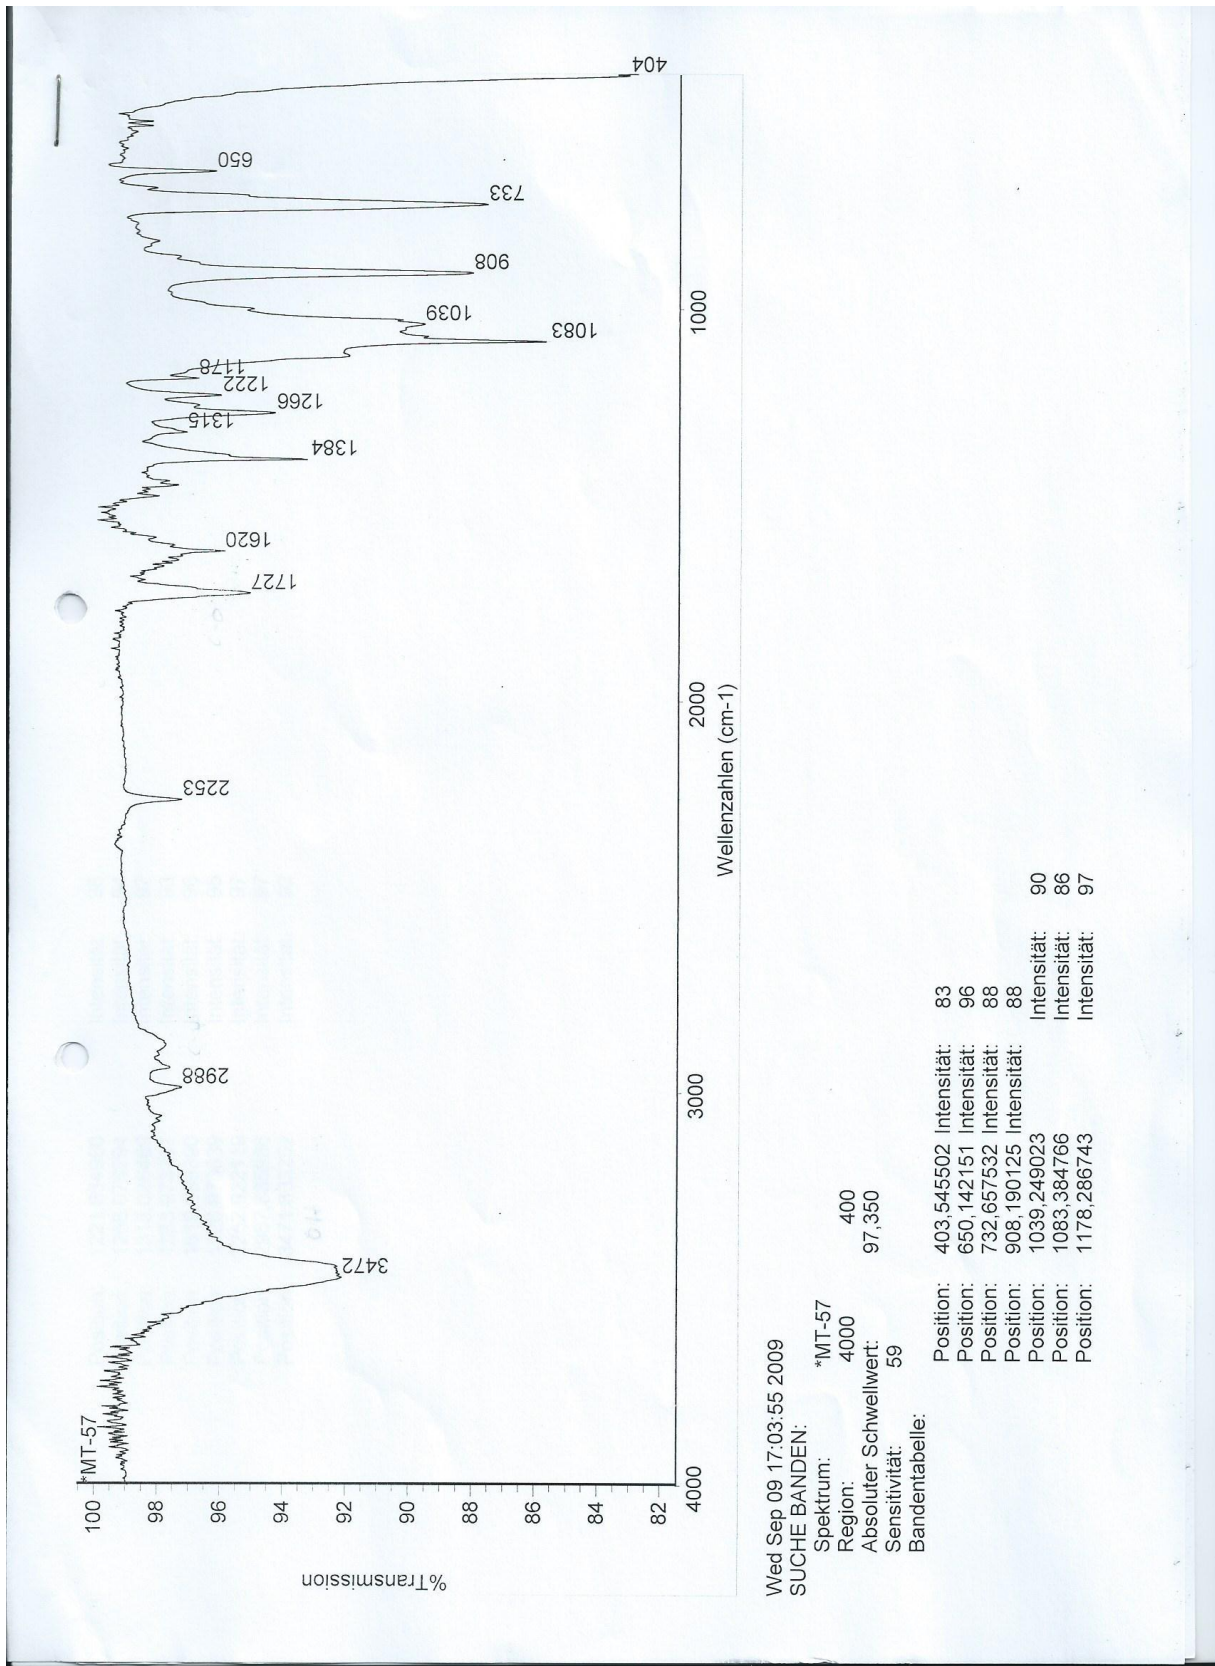 *MT-57
%Transmission
100
98
96
94
92
90
88
86
84
82
4000
3000
2000
1000
Wellenzahlen (cm-1)
3472
2988
2253
1727
1620
1384
1315
1266
1222
1178
1083
1039
908
733
650
404
Wed Sep 09 17:03:55 2009
SUCHE BANDEN:
Spektrum: *MT-57
Region: 4000 400
Absoluter Schwellwert: 97,350
Sensitivität: 59
Bandentabelle:
Position: 403,545502 Intensität: 83
Position: 650,142151 Intensität: 96
Position: 732,657532 Intensität: 88
Position: 908,190125 Intensität: 88
Position: 1039,249023 Intensität: 90
Position: 1083,384766 Intensität: 86
Position: 1178,286743 Intensität: 97